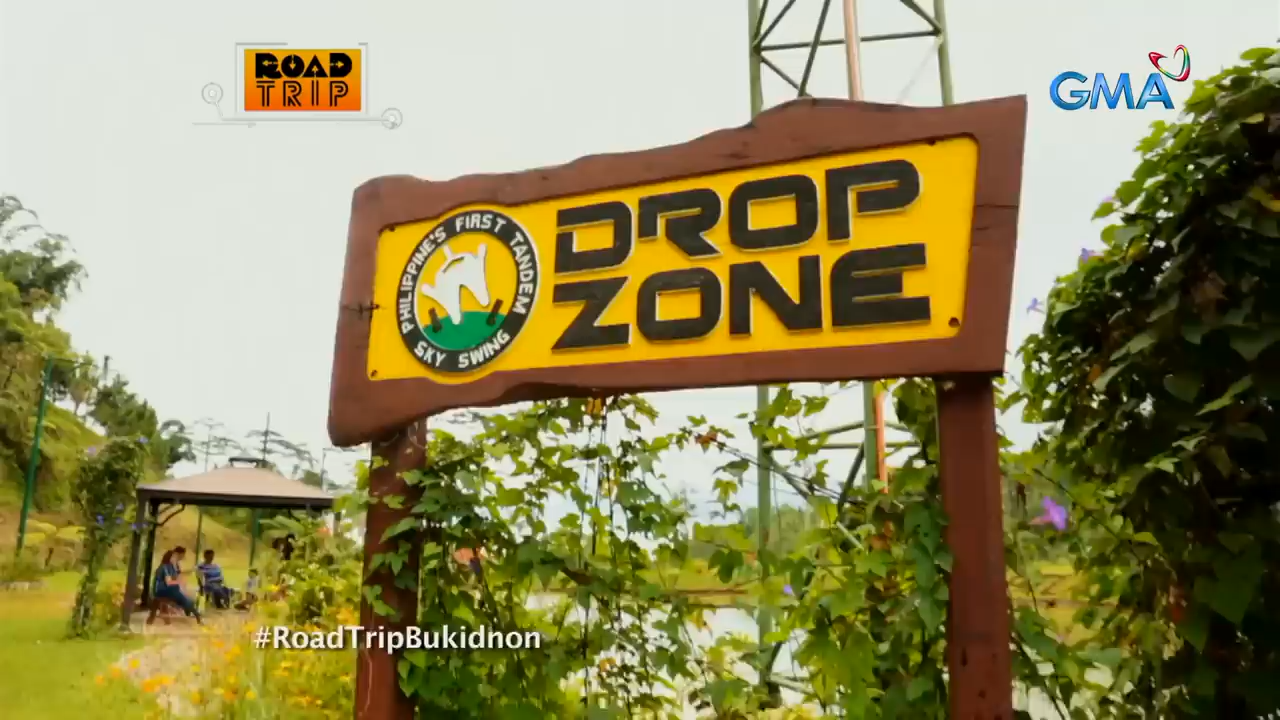 ROAD
TRIP
GMA
PHILIPPINE'S FIRST TANDEM
SKY SWING
DROP
ZONE
#RoadTripBukidnon